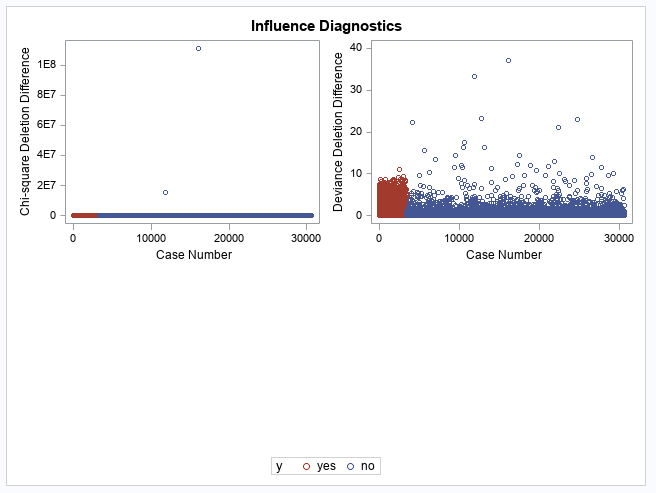 Influence Diagnostics
Chi-square Deletion Difference
1E8
8E7
6E7
4E7
2E7
0
0 10000 20000 30000
Case Number
Deviance Deletion Difference
40
30
20
10
0
0 10000 20000 30000
Case Number
y yes no